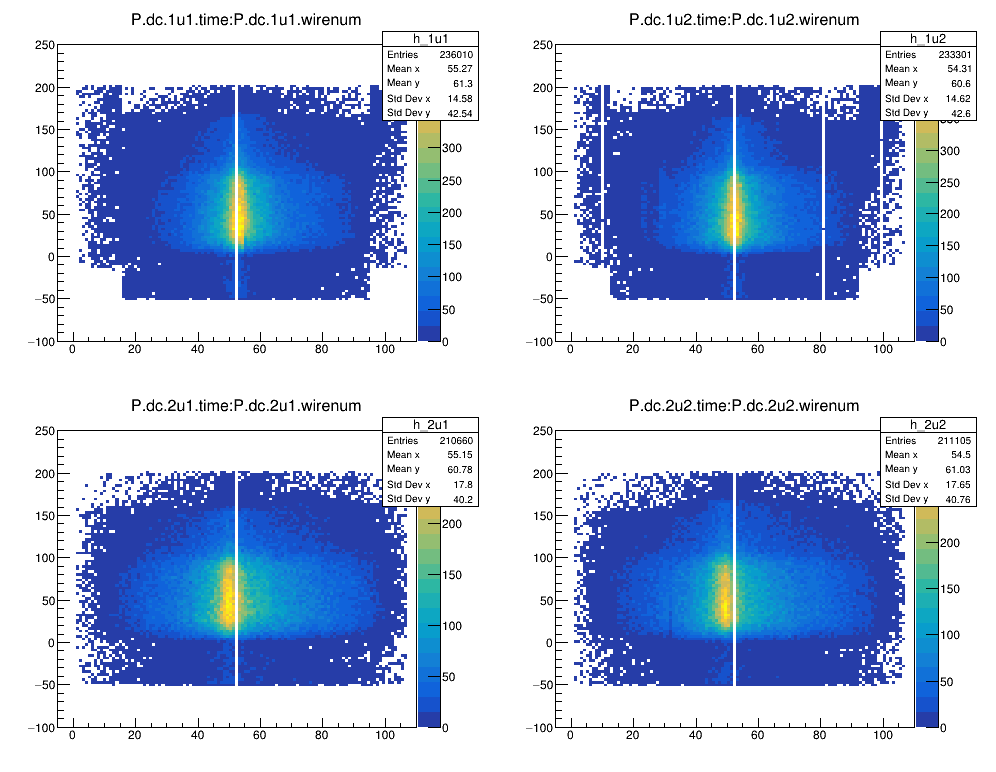 P.dc.1u1.time:P.dc.1u1.wirenum
h_1u1
Entries 236010
Mean x 55.27
Mean y 61.3
Std Dev x 14.58
Std Dev y 42.54
250
200
150
100
50
0
−50
−100
0 20 40 60 80 100
300
250
200
150
100
50
0
P.dc.1u2.time:P.dc.1u2.wirenum
h_1u2
Entries 233301
Mean x 54.31
Mean y 60.6
Std Dev x 14.62
Std Dev y 42.6
250
200
150
100
50
0
−50
−100
0 20 40 60 80 100
350
300
250
200
150
100
50
0
P.dc.2u1.time:P.dc.2u1.wirenum
h_2u1
Entries 210660
Mean x 55.15
Mean y 60.78
Std Dev x 17.8
Std Dev y 40.2
250
200
150
100
50
0
−50
−100
0 20 40 60 80 100
200
150
100
50
0
P.dc.2u2.time:P.dc.2u2.wirenum
h_2u2
Entries 211105
Mean x 54.5
Mean y 61.03
Std Dev x 17.65
Std Dev y 40.76
250
200
150
100
50
0
−50
−100
0 20 40 60 80 100
200
150
100
50
0